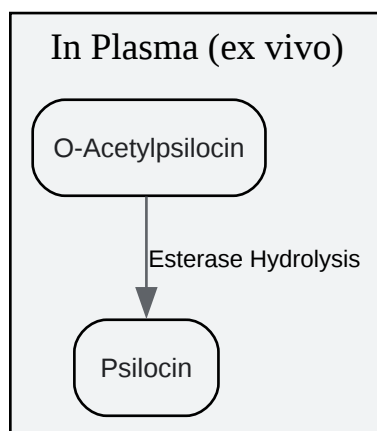 In Plasma (ex vivo)
O-Acetylpsilocin
Esterase Hydrolysis
Psilocin